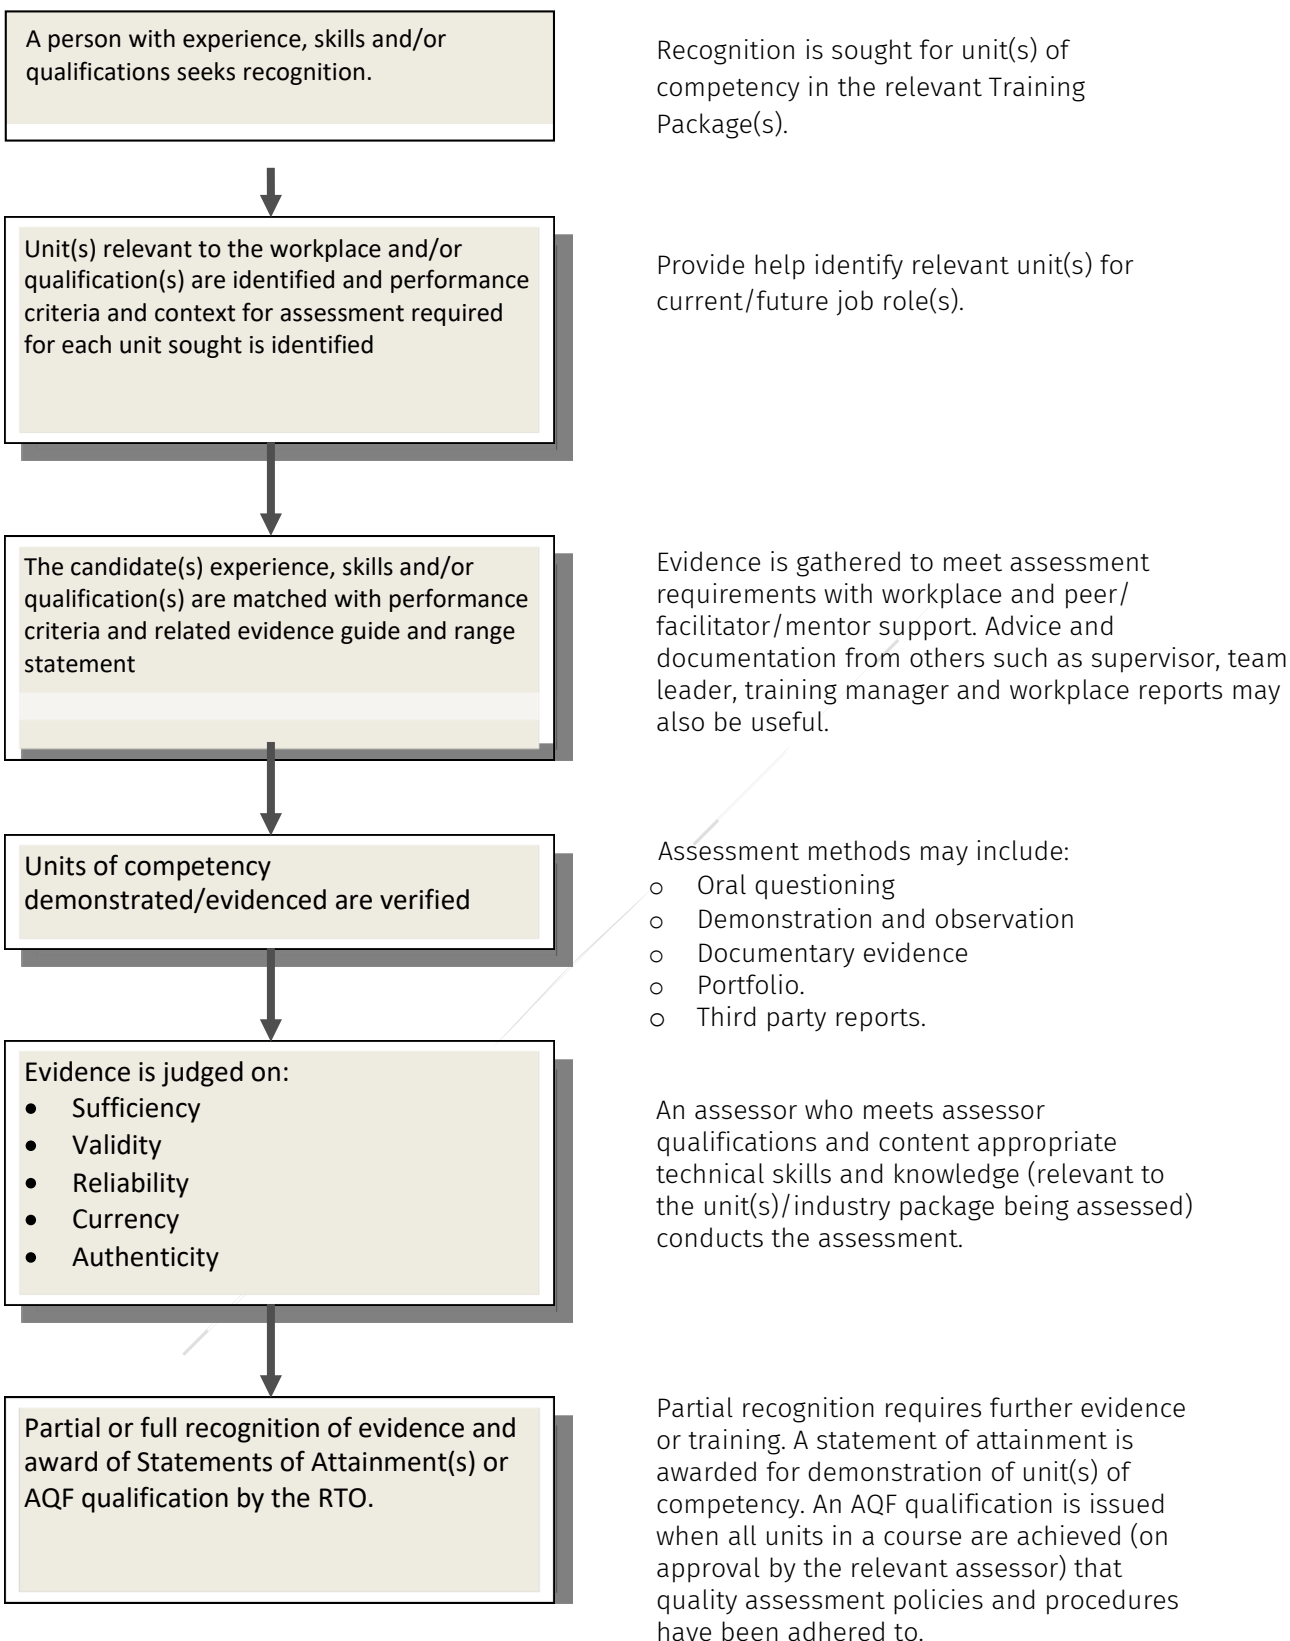 A person with experience, skills and/or
qualifications seeks recognition.
Recognition is sought for unit(s) of
competency in the relevant Training
Package(s).
Unit(s) relevant to the workplace and/or
qualification(s) are identified and performance
criteria and context for assessment required
for each unit sought is identified
Provide help identify relevant unit(s) for
current/future job role(s).
The candidate(s) experience, skills and/or
qualification(s) are matched with performance
criteria and related evidence guide and range
statement
Evidence is gathered to meet assessment
requirements with workplace and peer/
facilitator/mentor support. Advice and
documentation from others such as supervisor, team
leader, training manager and workplace reports may
also be useful.
Units of competency
demonstrated/evidenced are verified
Assessment methods may include:
o Oral questioning
o Demonstration and observation
o Documentary evidence
o Portfolio.
o Third party reports.
Evidence is judged on:
• Sufficiency
• Validity
• Reliability
• Currency
• Authenticity
An assessor who meets assessor
qualifications and content appropriate
technical skills and knowledge (relevant to
the unit(s)/industry package being assessed)
conducts the assessment.
Partial or full recognition of evidence and
award of Statements of Attainment(s) or
AQF qualification by the RTO.
Partial recognition requires further evidence
or training. A statement of attainment is
awarded for demonstration of unit(s) of
competency. An AQF qualification is issued
when all units in a course are achieved (on
approval by the relevant assessor) that
quality assessment policies and procedures
have been adhered to.